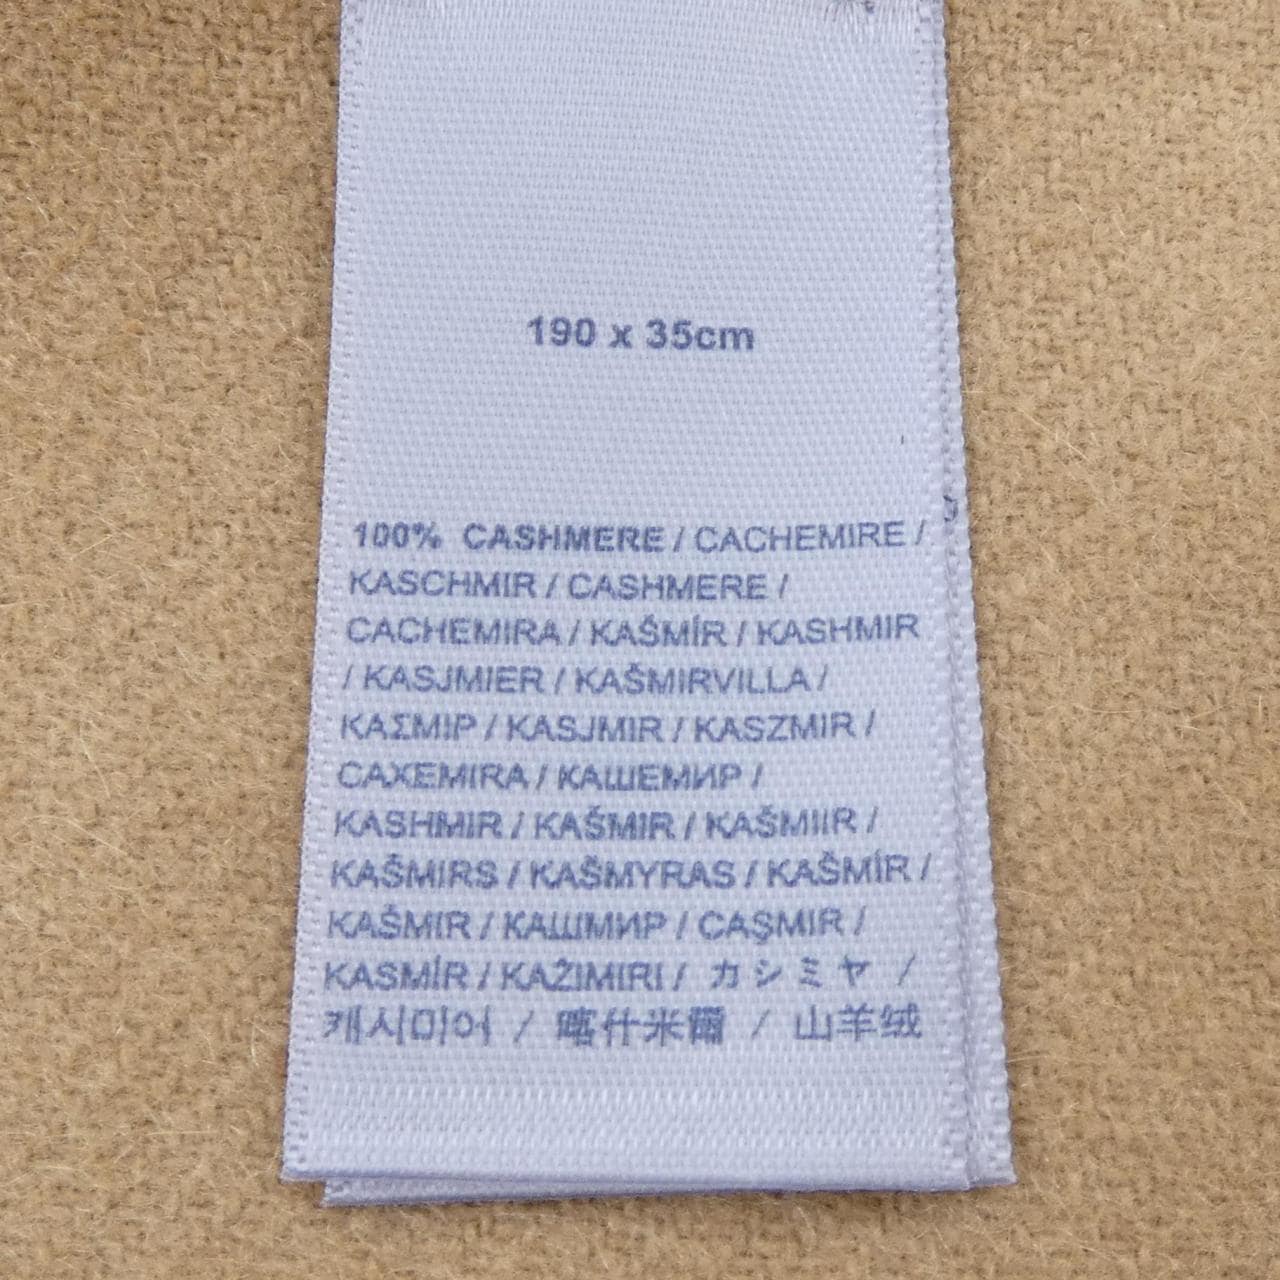 190 x 35cm
100% CASHMERE / CACHEMIRE /
KASCHMIR / CASHMERE /
CACHEMIRA / KAŠMÍR / KASHMIR
/ KASJMIER / KAŠMIRVILLA /
ΚΑΣΜΙΡ / KASJMIR / KASZMIR /
CAXEMIRA / КАШЕМИР /
KASHMIR / KAŠMIR / KAŠMIIR /
KAŠMIRS / KAŠMYRAS / KAŠMÍR /
KAŠMIR / КАШМИР / CAŞMIR /
KASMÍR / KAŻIMIRI / カシミヤ /
캐시미어 / 喀什米爾 / 山羊绒